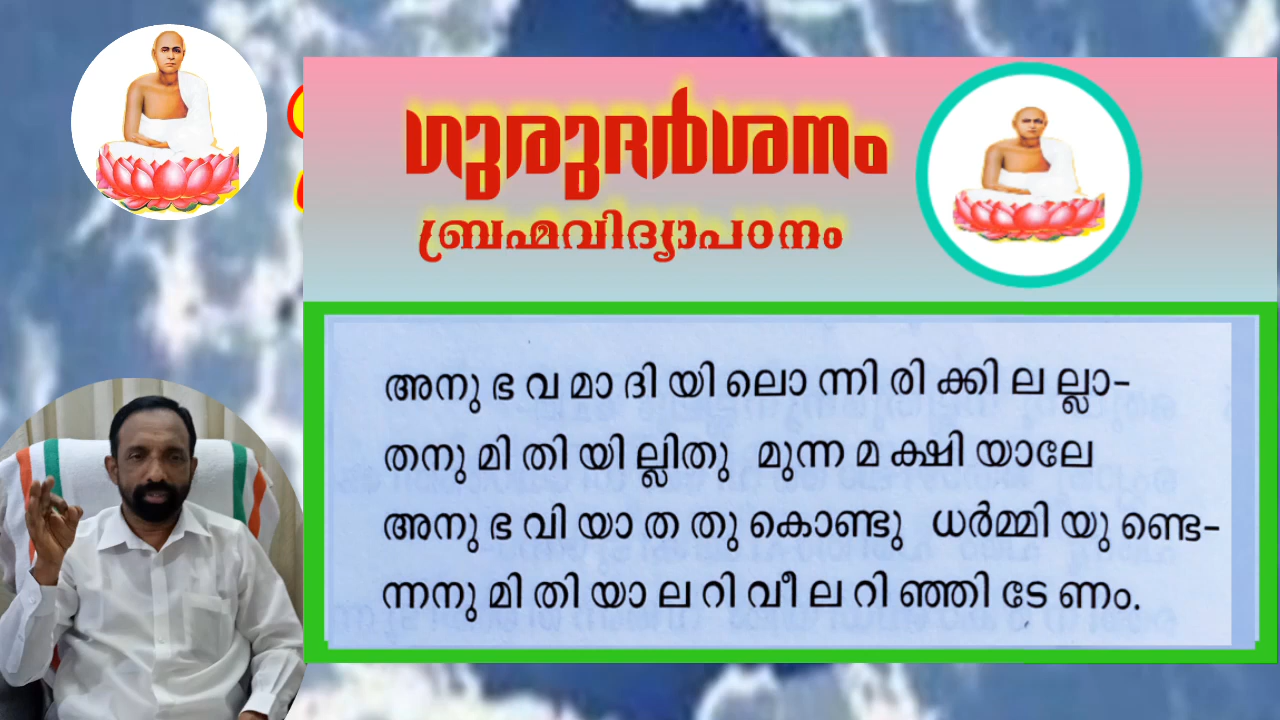 ഗുരുദർശനം
ബ്രഹ്മവിദ്യാപഠനം
അനു ഭ വ മാ ദി യി ലൊ ന്നി രി ക്കി ല ല്ലാ–
തനു മി തി യി ല്ലിതു മുന്ന മ ക്ഷി യാലേ
അനു ഭ വി യാ ത തു കൊണ്ടു ധർമ്മി യു ണ്ടെ–
ന്നനു മി തി യാ ല റി വീ ല റി ഞ്ഞി ടേ ണം.